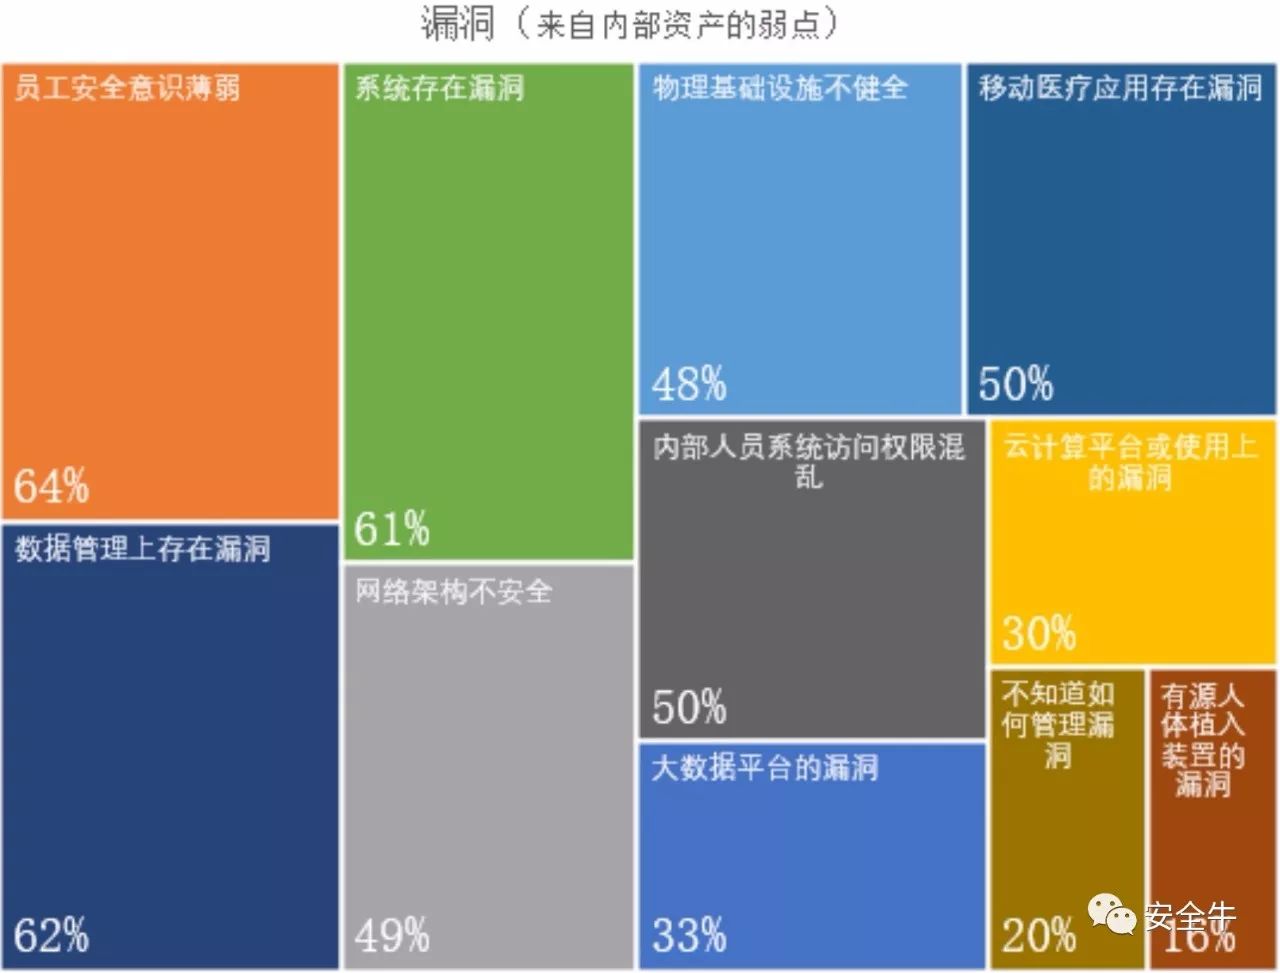 漏洞（来自内部资产的弱点）
员工安全意识薄弱
64%
数据管理上存在漏洞
62%
系统存在漏洞
61%
网络架构不安全
49%
物理基础设施不健全
48%
移动医疗应用存在漏洞
50%
内部人员系统访问权限混
乱
50%
云计算平台或使用上
的漏洞
30%
大数据平台的漏洞
33%
不知道如
何管理漏
洞
20%
有源人
体植入
装置的
漏洞
16%
安全牛